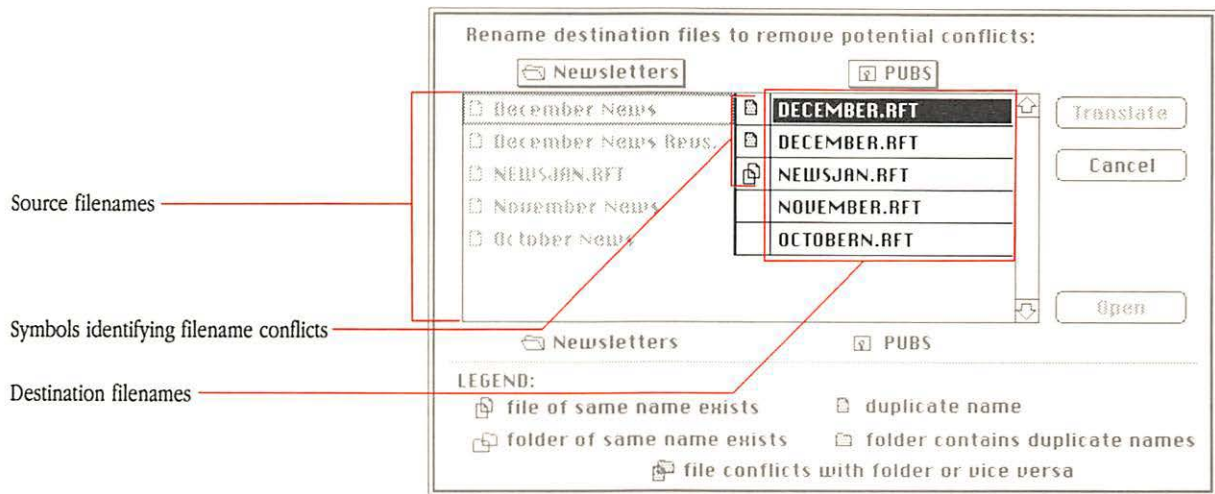 Rename destination files to remove potential conflicts:
Newsletters
PUBS
December News
DECEMBER.RFT
Translate
December News Revs.
DECEMBER.RFT
Cancel
NEWSJAN.RFT
NEWSJAN.RFT
Source filenames
November News
NOVEMBER.RFT
October News
OCTOBERN.RFT
Open
Symbols identifying filename conflicts
Newsletters
PUBS
LEGEND:
Destination filenames
file of same name exists
duplicate name
folder of same name exists
folder contains duplicate names
file conflicts with folder or vice versa